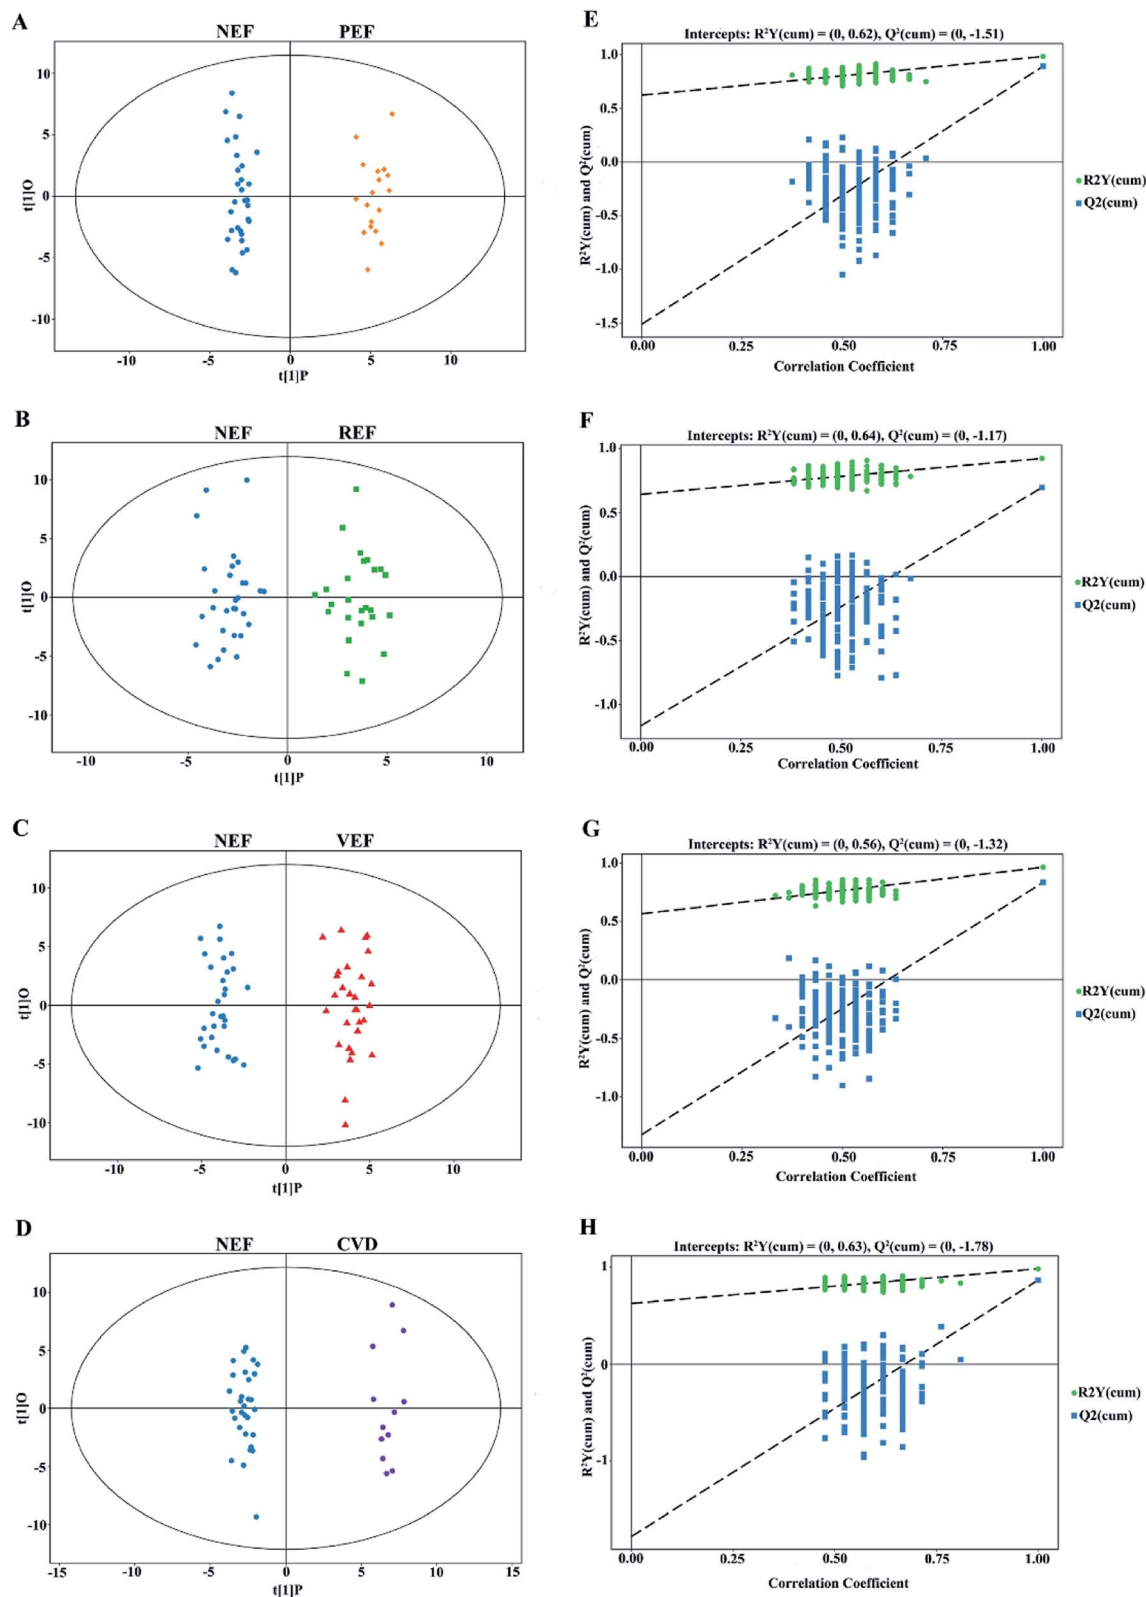 A
NEF PEF
10
5
0
-5
-10
t[1]O
-10 -5 0 5 10
t[1]P
E
Intercepts: R²Y(cum) = (0, 0.62), Q²(cum) = (0, -1.51)
1.0
0.5
0.0
-0.5
-1.0
-1.5
R²Y(cum) and Q²(cum)
R2Y(cum)
Q2(cum)
0.00 0.25 0.50 0.75 1.00
Correlation Coefficient
B
NEF REF
10
5
0
-5
-10
t[1]O
-10 -5 0 5 10
t[1]P
F
Intercepts: R²Y(cum) = (0, 0.64), Q²(cum) = (0, -1.17)
1.0
0.5
0.0
-0.5
-1.0
R²Y(cum) and Q²(cum)
R2Y(cum)
Q2(cum)
0.00 0.25 0.50 0.75 1.00
Correlation Coefficient
C
NEF VEF
10
5
0
-5
-10
t[1]O
-10 -5 0 5 10
t[1]P
G
Intercepts: R²Y(cum) = (0, 0.56), Q²(cum) = (0, -1.32)
1.0
0.5
0.0
-0.5
-1.0
R²Y(cum) and Q²(cum)
R2Y(cum)
Q2(cum)
0.00 0.25 0.50 0.75 1.00
Correlation Coefficient
D
NEF CVD
10
5
0
-5
-10
t[1]O
-15 -10 -5 0 5 10 15
t[1]P
H
Intercepts: R²Y(cum) = (0, 0.63), Q²(cum) = (0, -1.78)
1
0
-1
R²Y(cum) and Q²(cum)
R2Y(cum)
Q2(cum)
0.00 0.50 0.75 1.00
Correlation Coefficient